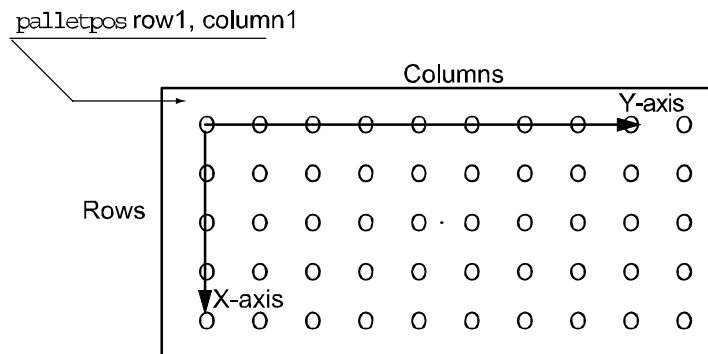 palletpos row1, column1
Columns
Y-axis
Rows
X-axis